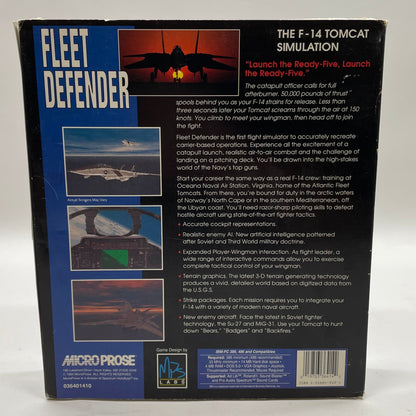 FLEET
DEFENDER
THE F-14 TOMCAT
SIMULATION
"Launch the Ready-Five, Launch
the Ready-Five."
The catapult officer calls for full
afterburner. 50,000 pounds of thrust
spools behind you as your F-14 strains for release. Less than
three seconds later your Tomcat screams through the air at 150
knots. You climb to meet your wingman, then head off to join
the fight.
Fleet Defender is the first flight simulator to accurately recreate
carrier-based operations. Experience all the excitement of a
catapult launch, realistic air-to-air combat and the challenge of
landing on a pitching deck. You'll be drawn into the high-stakes
world of the Navy's top guns.
Actual Screens May Vary
Start your career the same way as a real F-14 crew: training at
Oceana Naval Air Station, Virginia, home of the Atlantic Fleet
Tomcats. From there, you're bound for duty in the arctic waters
of Norway's North Cape or in the southern Mediterranean, off
the Libyan coast. You'll need razor-sharp piloting skills to defeat
hostile aircraft using state-of-the-art fighter tactics.
• Accurate cockpit representations.
• Realistic enemy AI. New artificial intelligence patterned
after Soviet and Third World military doctrine.
• Expanded Player-Wingman interaction. As flight leader, a
wide range of interactive commands allow you to exercise
complete tactical control of your wingman.
• Terrain graphics. The latest 3-D terrain generating technology
produces a vivid, detailed world based on digitized data from
the U.S.G.S.
• Strike packages. Each mission requires you to integrate your
F-14 with a variety of modern naval aircraft.
• New enemy aircraft. Face the latest in Soviet fighter
technology, the Su-27 and MiG-31. Use your Tomcat to hunt
down "Bears," "Badgers" and "Backfires."
MICROPROSE
036401410
Game Design by
LABS
IBM-PC 386, 486 and Compatibles